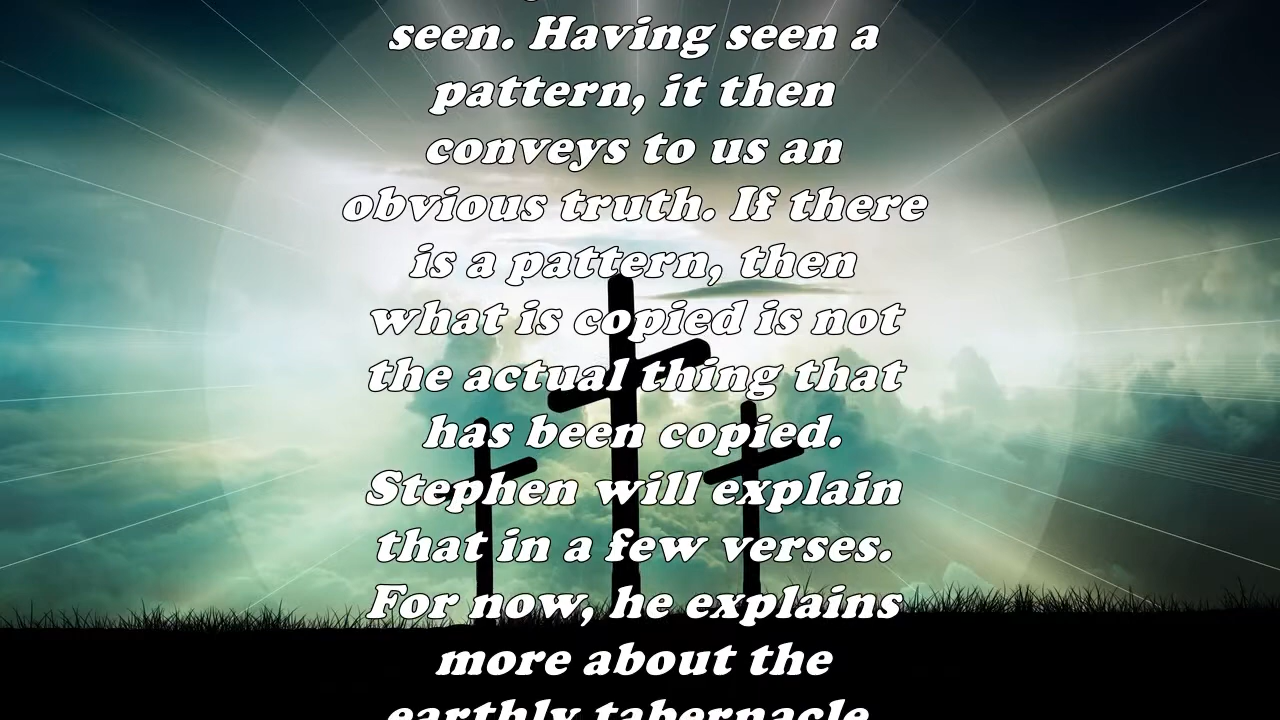 seen. Having seen a
pattern, it then
conveys to us an
obvious truth. If there
is a pattern, then
what is copied is not
the actual thing that
has been copied.
Stephen will explain
that in a few verses.
For now, he explains
more about the
earthly tabernacle.